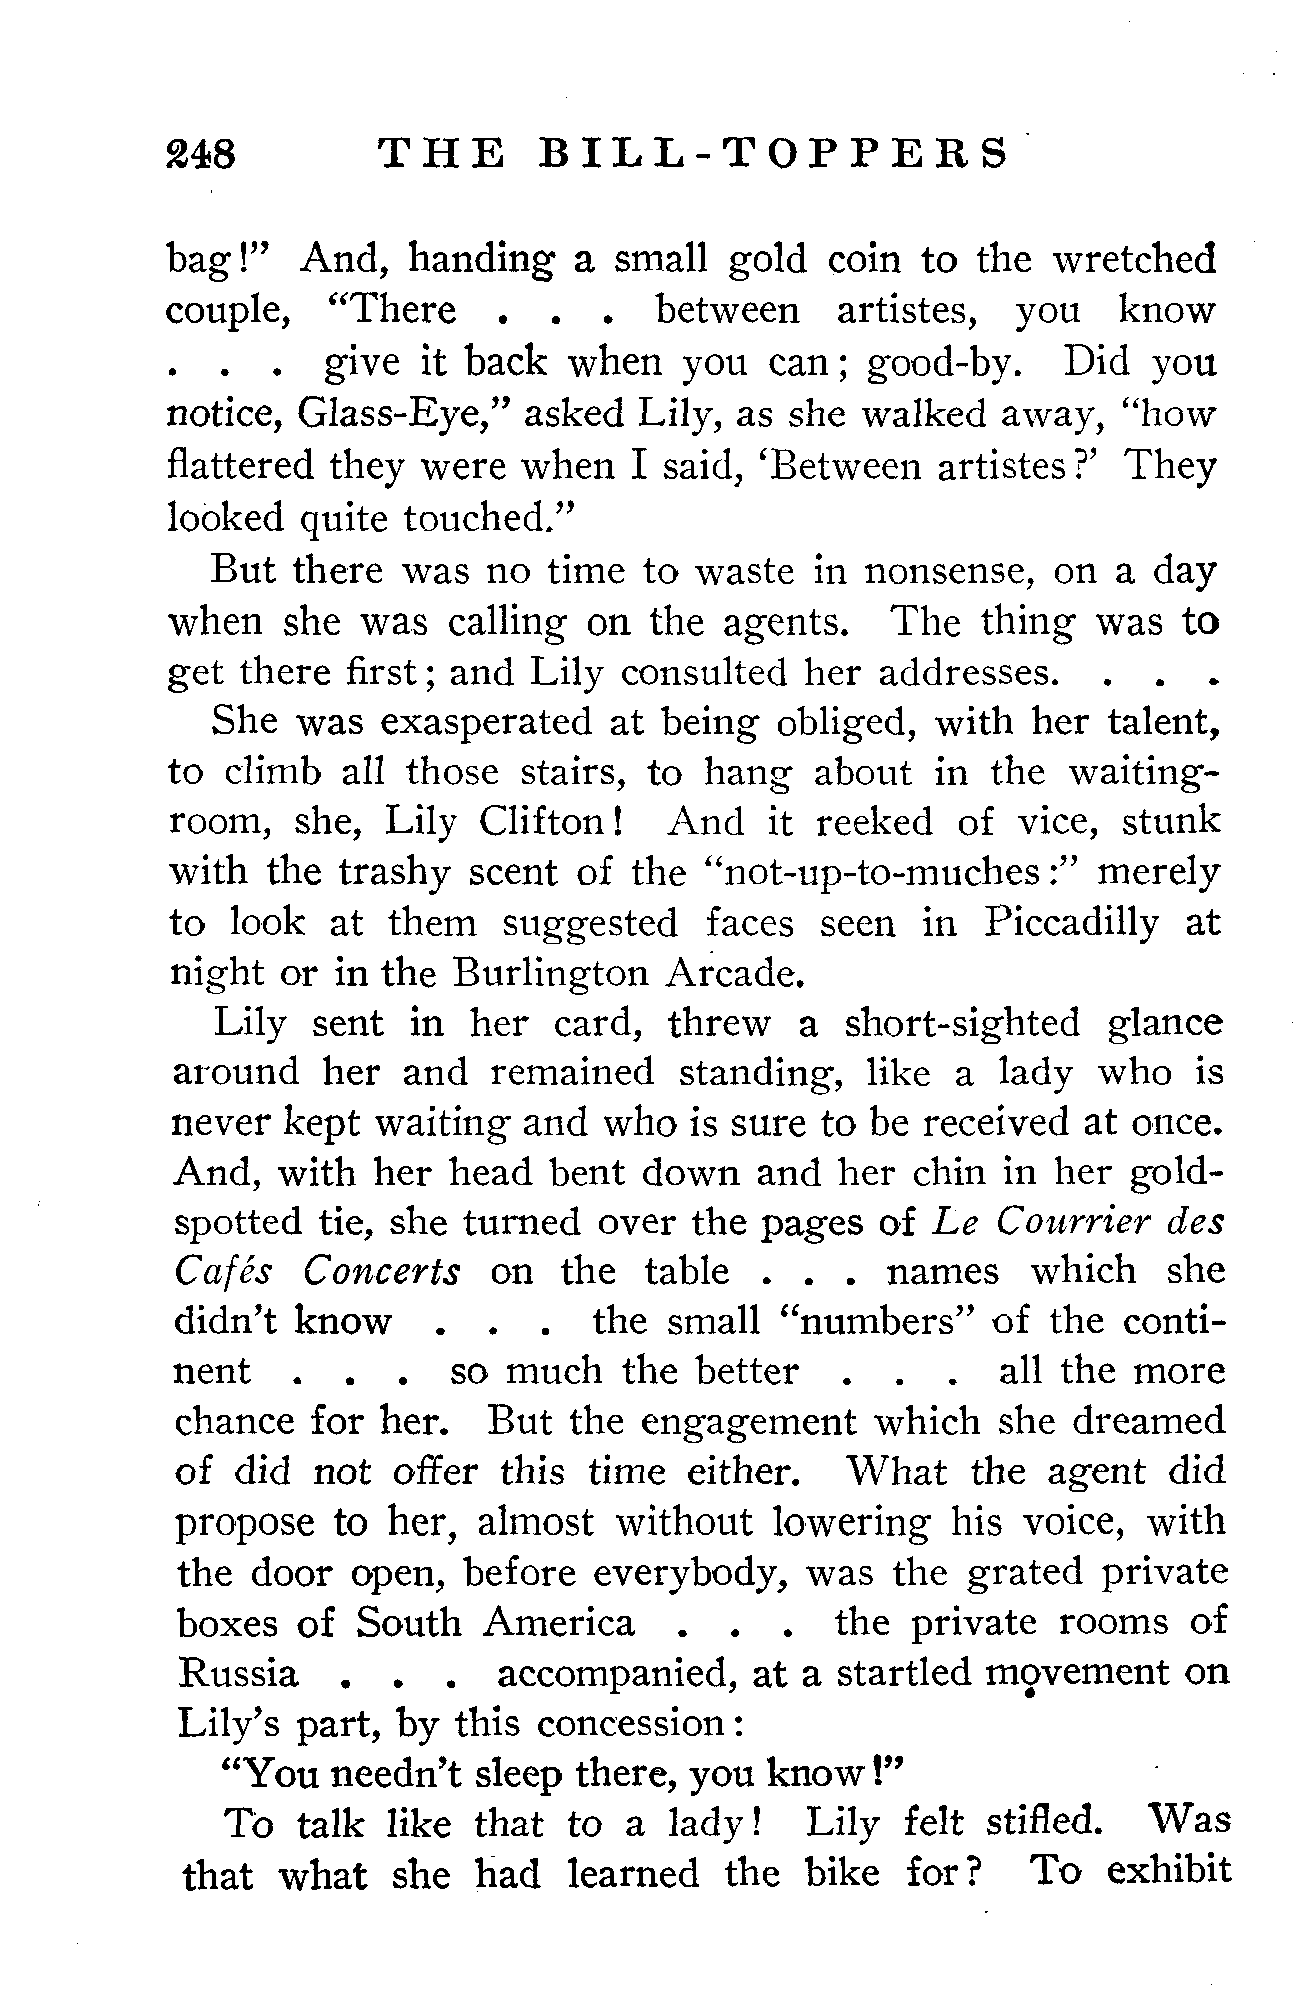 248 THE BILL-TOPPERS
bag!" And, handing a small gold coin to the wretched
couple, "There . . . between artistes, you know
. . . give it back when you can; good-by. Did you
notice, Glass-Eye," asked Lily, as she walked away, "how
flattered they were when I said, 'Between artistes?' They
looked quite touched."
But there was no time to waste in nonsense, on a day
when she was calling on the agents. The thing was to
get there first; and Lily consulted her addresses. . . .
She was exasperated at being obliged, with her talent,
to climb all those stairs, to hang about in the waiting-
room, she, Lily Clifton! And it reeked of vice, stunk
with the trashy scent of the "not-up-to-muches:" merely
to look at them suggested faces seen in Piccadilly at
night or in the Burlington Arcade.
Lily sent in her card, threw a short-sighted glance
around her and remained standing, like a lady who is
never kept waiting and who is sure to be received at once.
And, with her head bent down and her chin in her gold-
spotted tie, she turned over the pages of Le Courrier des
Cafés Concerts on the table . . . names which she
didn't know . . . the small "numbers" of the conti-
nent . . . so much the better . . . all the more
chance for her. But the engagement which she dreamed
of did not offer this time either. What the agent did
propose to her, almost without lowering his voice, with
the door open, before everybody, was the grated private
boxes of South America . . . the private rooms of
Russia . . . accompanied, at a startled movement on
Lily's part, by this concession:
"You needn't sleep there, you know!"
To talk like that to a lady! Lily felt stifled. Was
that what she had learned the bike for? To exhibit